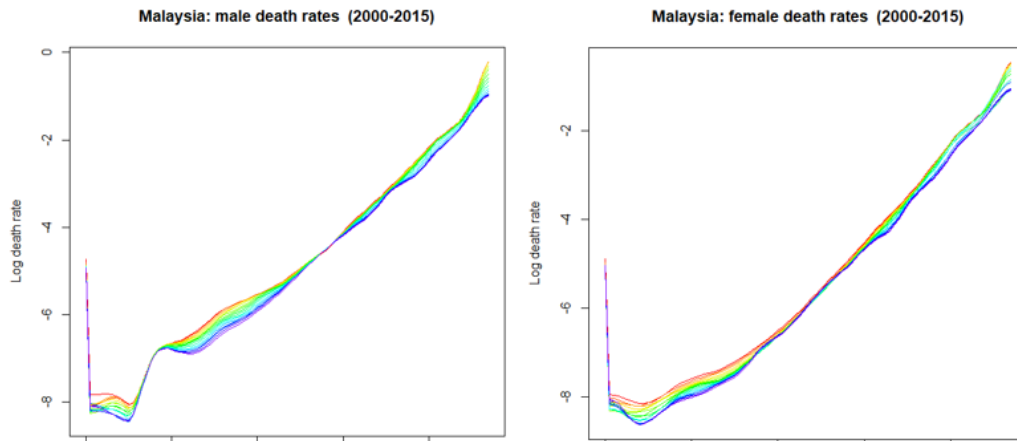 Malaysia: male death rates (2000-2015)
Log death rate
0
-2
-4
-6
-8
Malaysia: female death rates (2000-2015)
Log death rate
-2
-4
-6
-8